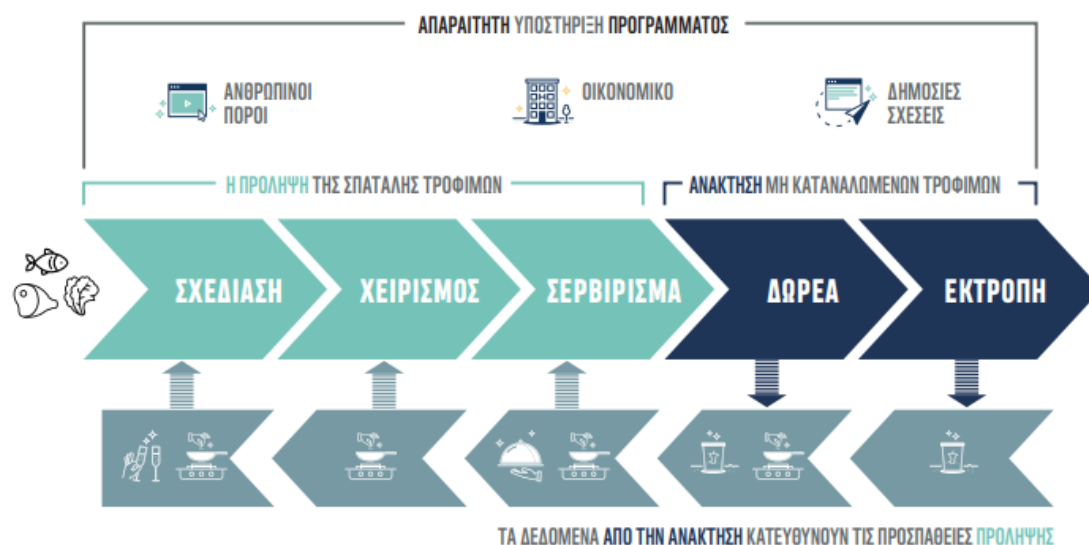 ΑΠΑΡΑΙΤΗΤΗ ΥΠΟΣΤΗΡΙΞΗ ΠΡΟΓΡΑΜΜΑΤΟΣ
ΑΝΘΡΩΠΙΝΟΙ
ΠΟΡΟΙ
ΟΙΚΟΝΟΜΙΚΟ
ΔΗΜΟΣΙΕΣ
ΣΧΕΣΕΙΣ
Η ΠΡΟΛΗΨΗ ΤΗΣ ΣΠΑΤΑΛΗΣ ΤΡΟΦΙΜΩΝ
ΑΝΑΚΤΗΣΗ ΜΗ ΚΑΤΑΝΑΛΩΜΕΝΩΝ ΤΡΟΦΙΜΩΝ
ΣΧΕΔΙΑΣΗ
ΧΕΙΡΙΣΜΟΣ
ΣΕΡΒΙΡΙΣΜΑ
ΔΩΡΕΑ
ΕΚΤΡΟΠΗ
ΤΑ ΔΕΔΟΜΕΝΑ ΑΠΟ ΤΗΝ ΑΝΑΚΤΗΣΗ ΚΑΤΕΥΘΥΝΟΥΝ ΤΙΣ ΠΡΟΣΠΑΘΕΙΕΣ ΠΡΟΛΗΨΗΣ